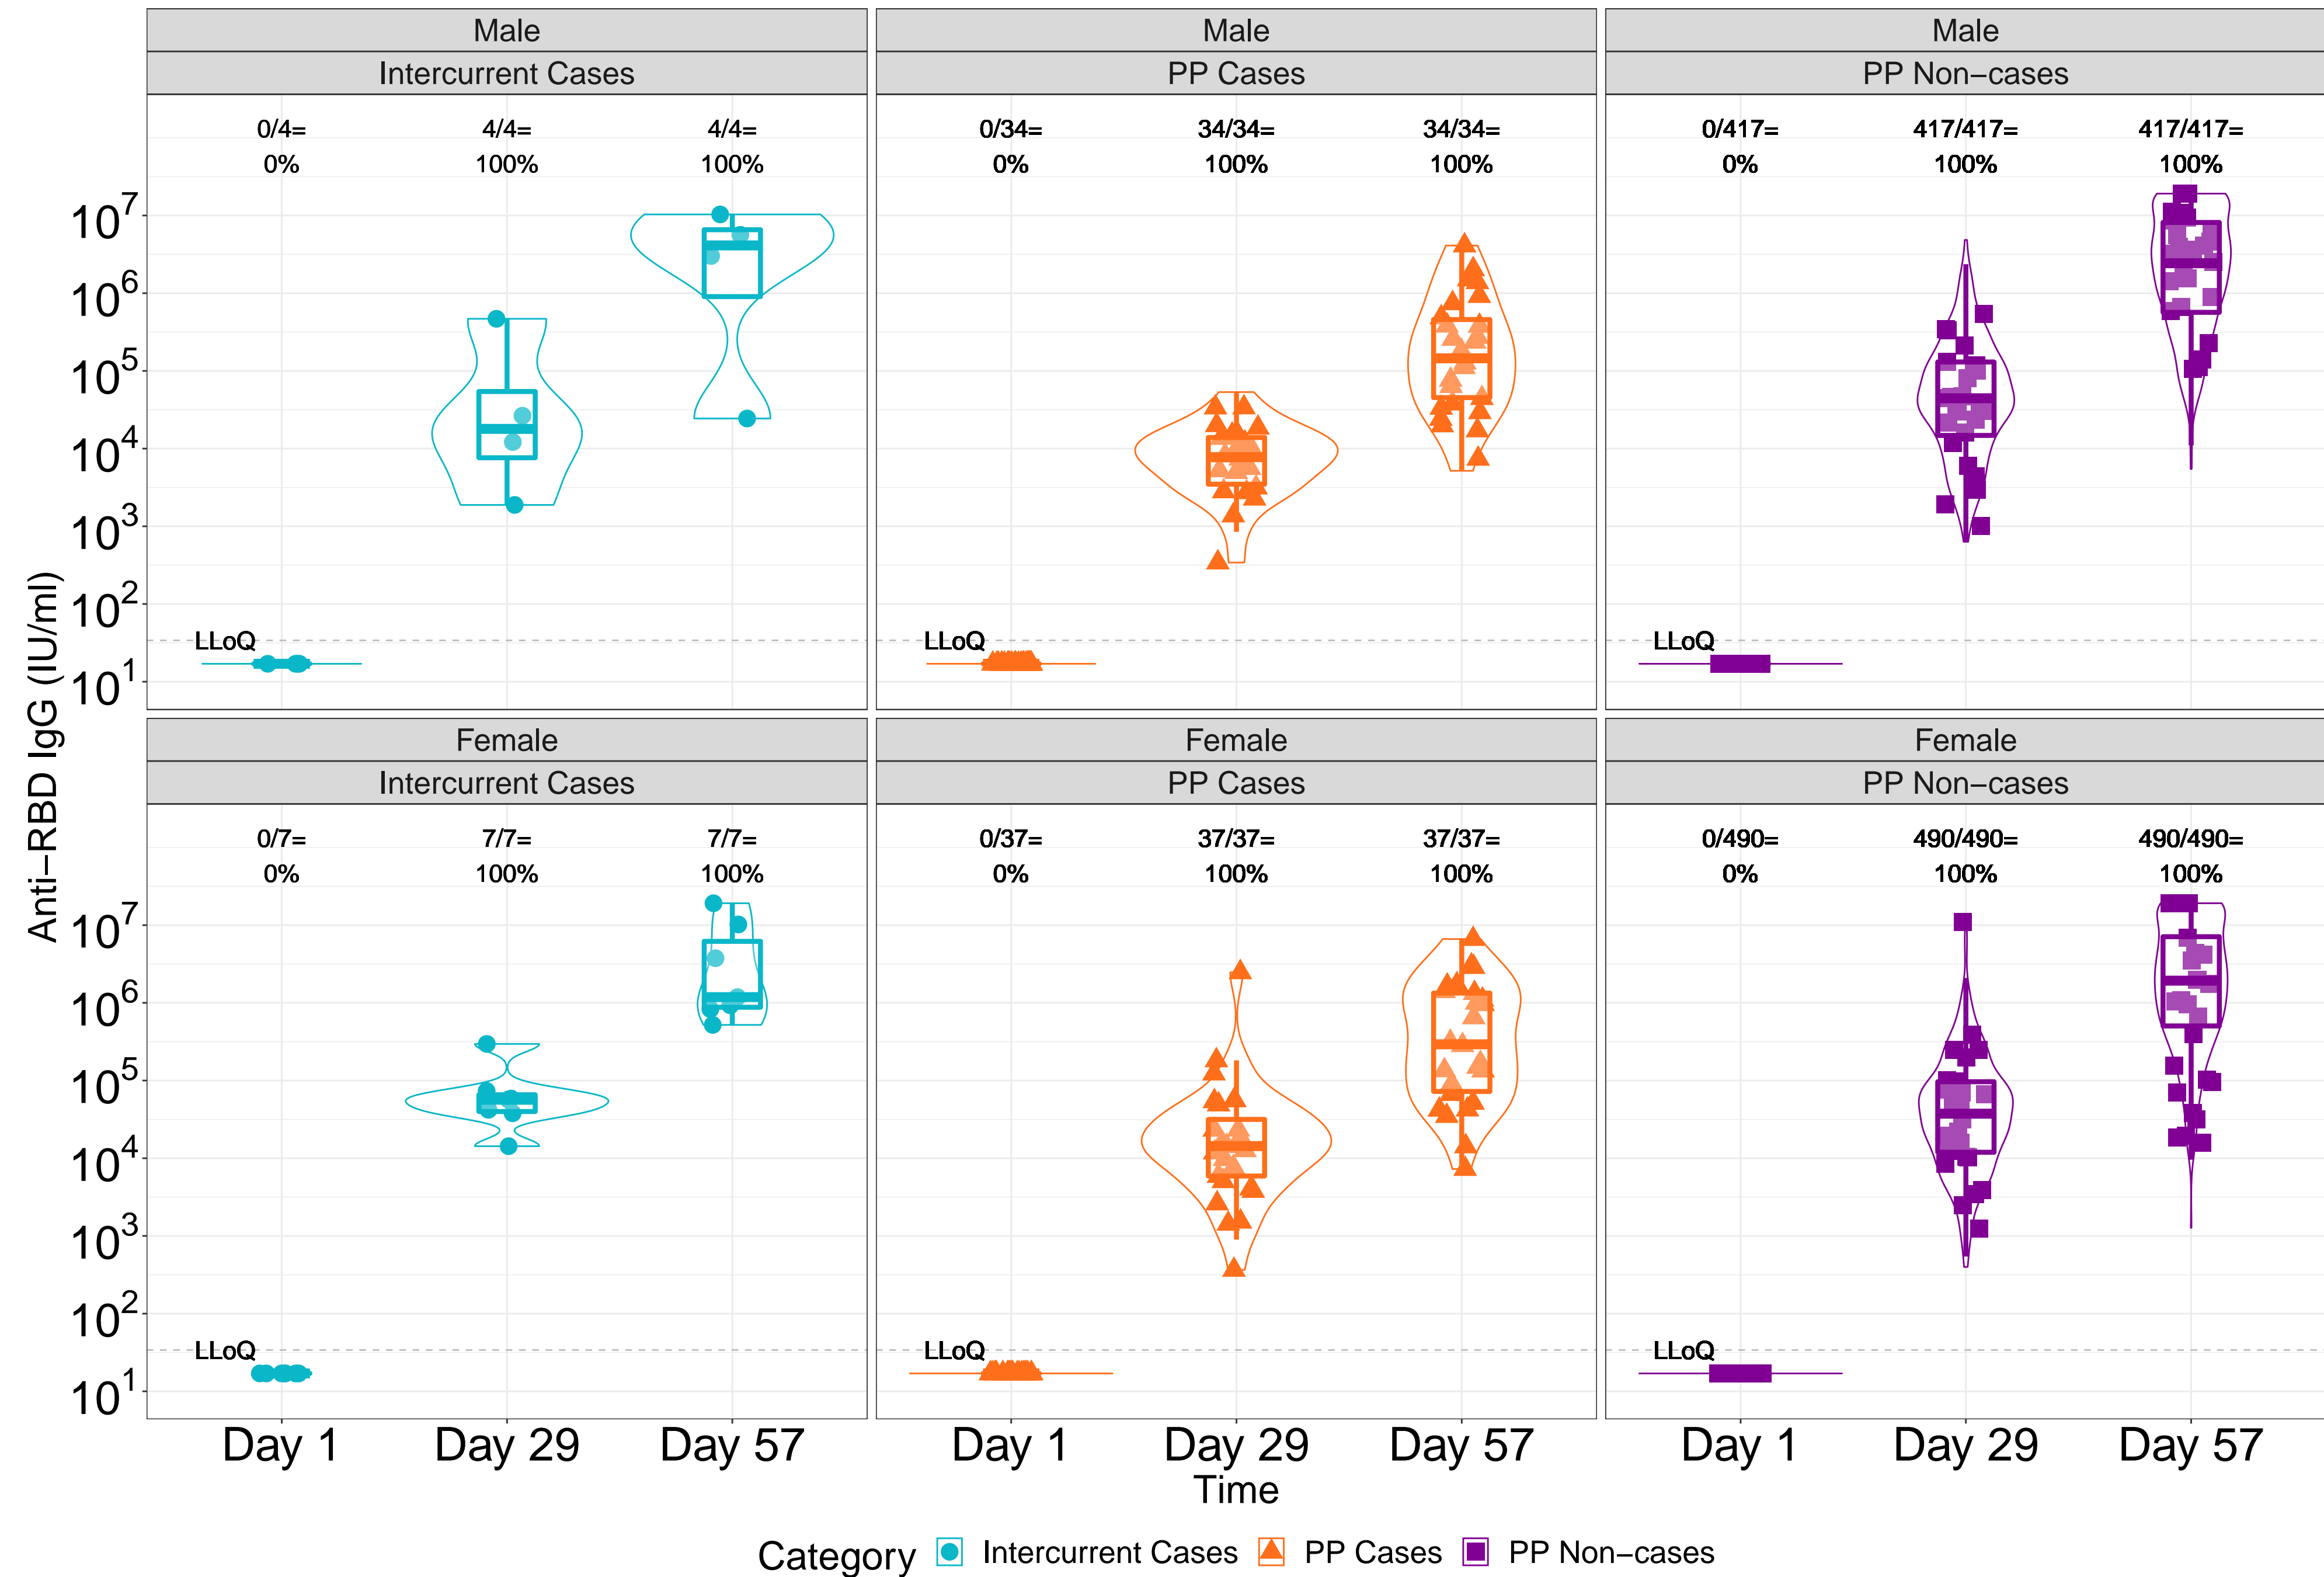 Male Male Male
Intercurrent Cases PP Cases PP Non−cases
0/4= 4/4= 4/4= 0/34= 34/34= 34/34= 0/417= 417/417= 417/417=
0% 100% 100% 0% 100% 100% 0% 100% 100%
10^7
10^6
10^5
10^4
10^3
10^2
LLoQ LLoQ LLoQ
10^1
Anti−RBD IgG (IU/ml)
Female Female Female
Intercurrent Cases PP Cases PP Non−cases
0/7= 7/7= 7/7= 0/37= 37/37= 37/37= 0/490= 490/490= 490/490=
0% 100% 100% 0% 100% 100% 0% 100% 100%
10^7
10^6
10^5
10^4
10^3
10^2
LLoQ LLoQ LLoQ
10^1
Day 1 Day 29 Day 57 Day 1 Day 29 Day 57 Day 1 Day 29 Day 57
Time
Category Intercurrent Cases PP Cases PP Non−cases